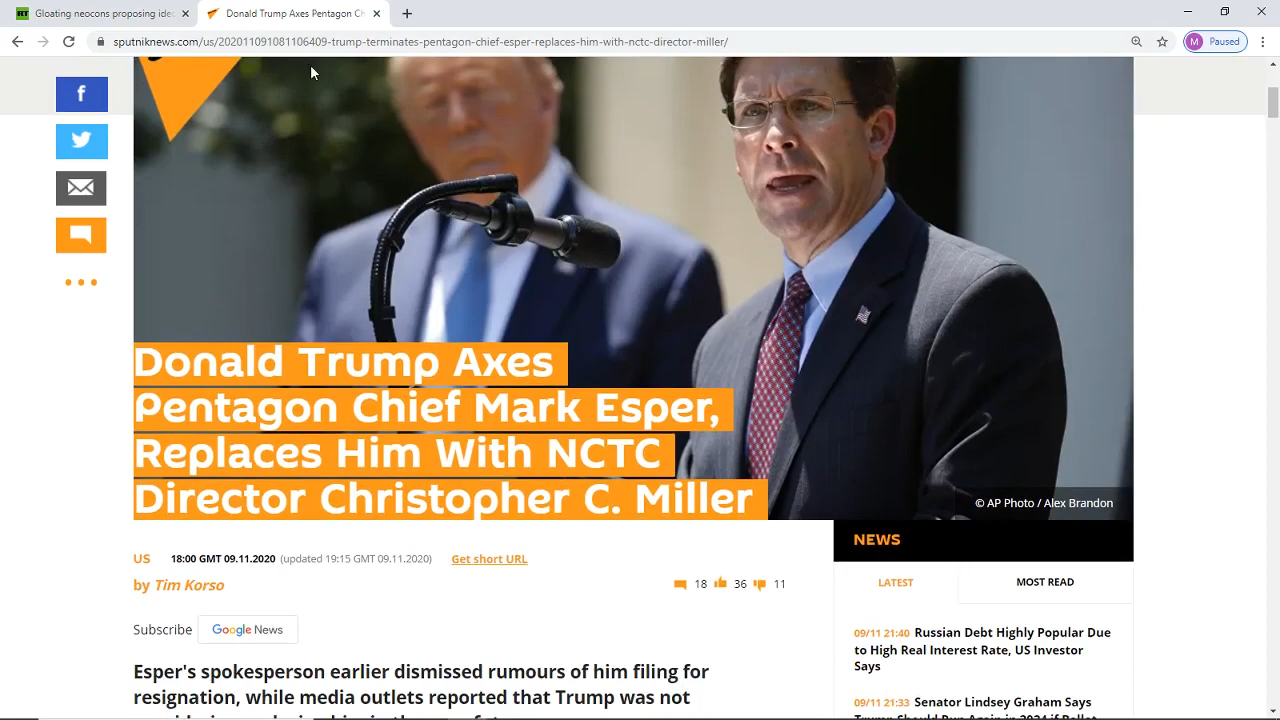 Gloating neocons proposing ide
Donald Trump Axes Pentagon Ch
sputniknews.com/us/202011091081106409-trump-terminates-pentagon-chief-esper-replaces-him-with-nctc-director-miller/
M Paused
Donald Trump Axes
Pentagon Chief Mark Esper,
Replaces Him With NCTC
Director Christopher C. Miller
© AP Photo / Alex Brandon
US 18:00 GMT 09.11.2020 (updated 19:15 GMT 09.11.2020) Get short URL
by Tim Korso
18 36 11
Subscribe Google News
Esper's spokesperson earlier dismissed rumours of him filing for
resignation, while media outlets reported that Trump was not
NEWS
LATEST MOST READ
09/11 21:40 Russian Debt Highly Popular Due
to High Real Interest Rate, US Investor
Says
09/11 21:33 Senator Lindsey Graham Says